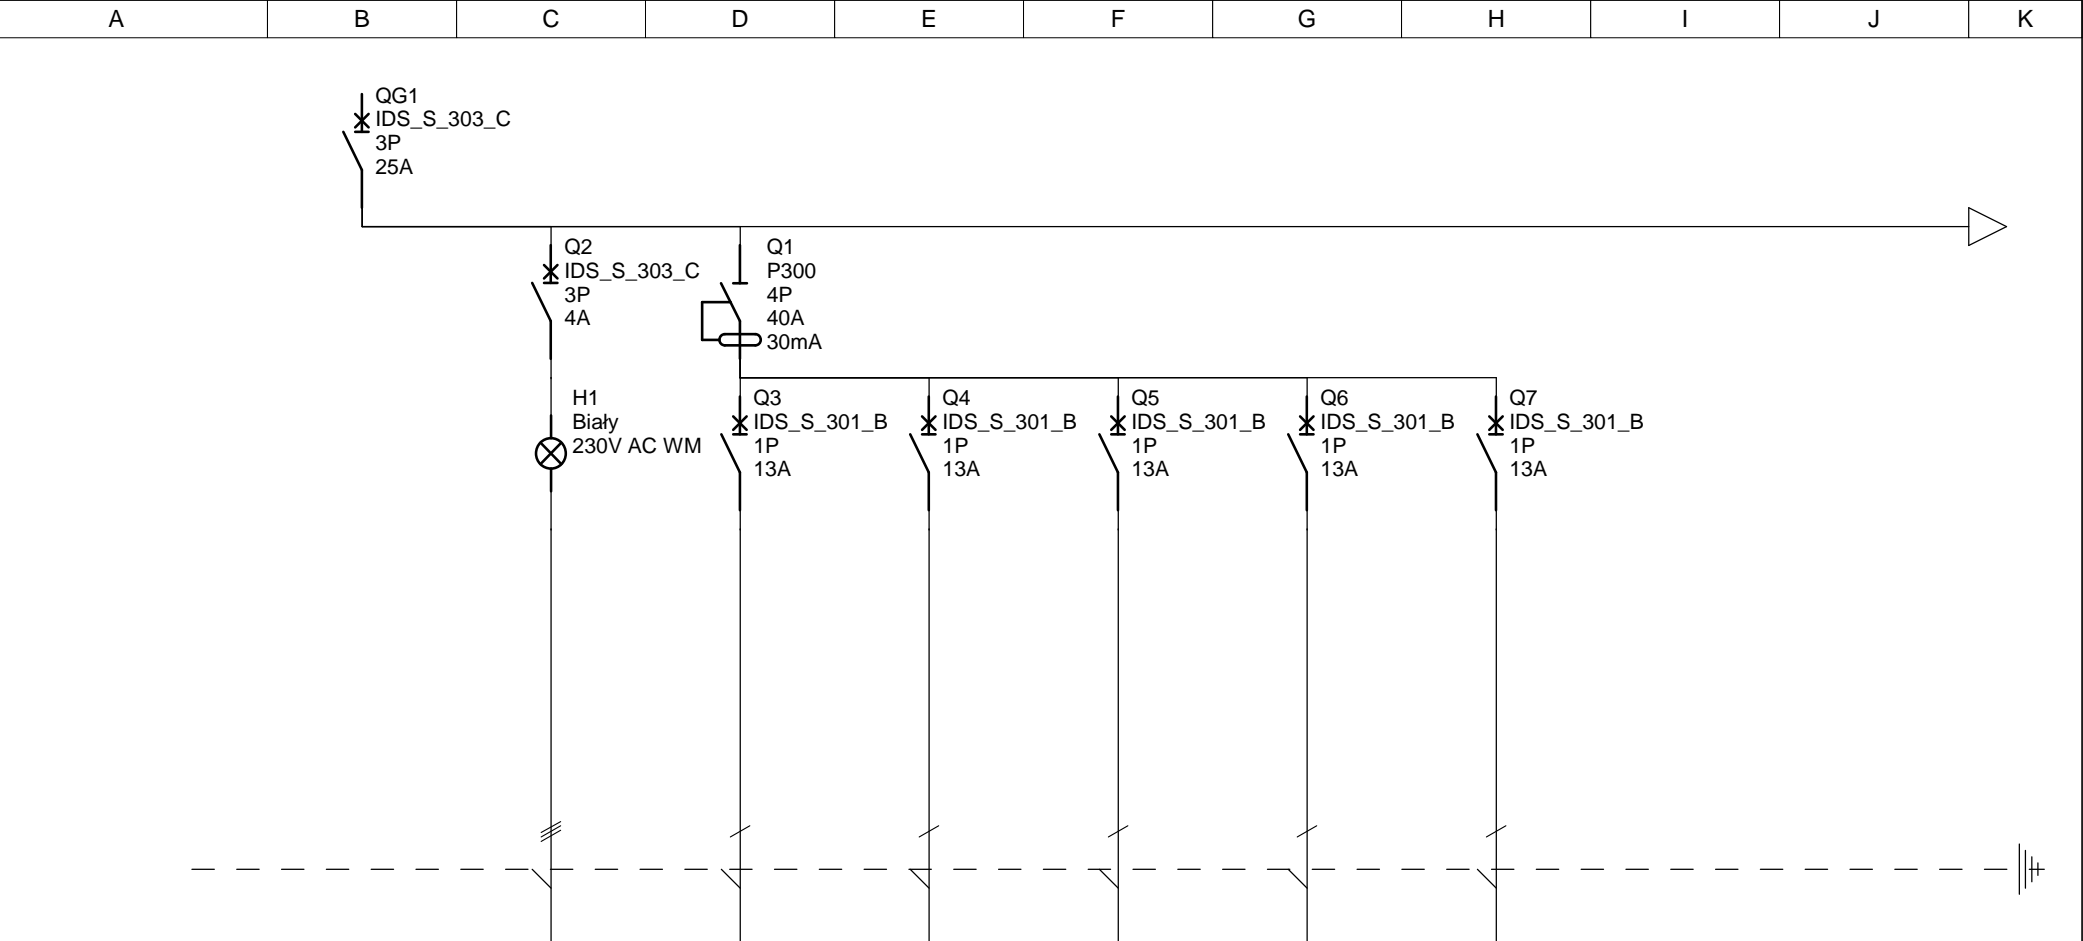 A B C D E F G H I J K
QG1
IDS_S_303_C
3P
25A
Q2
IDS_S_303_C
3P
4A
Q1
P300
4P
40A
30mA
H1
Biały
230V AC WM
Q3
IDS_S_301_B
1P
13A
Q4
IDS_S_301_B
1P
13A
Q5
IDS_S_301_B
1P
13A
Q6
IDS_S_301_B
1P
13A
Q7
IDS_S_301_B
1P
13A